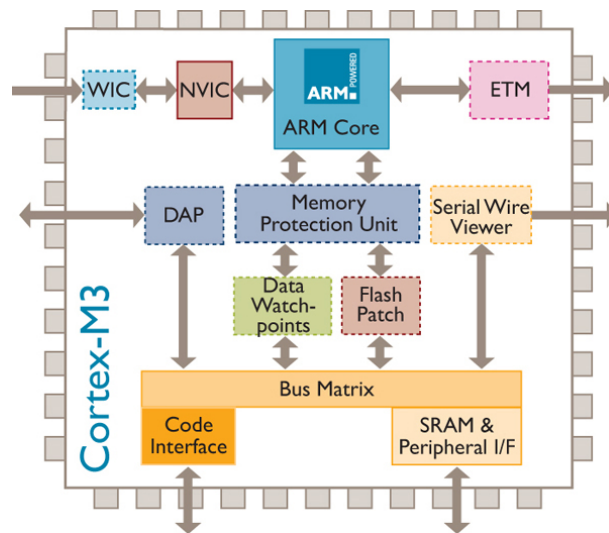 WIC
NVIC
ARM
POWERED
ARM Core
ETM
DAP
Memory
Protection Unit
Serial Wire
Viewer
Data
Watch-
points
Flash
Patch
Cortex-M3
Bus Matrix
Code
Interface
SRAM &
Peripheral I/F